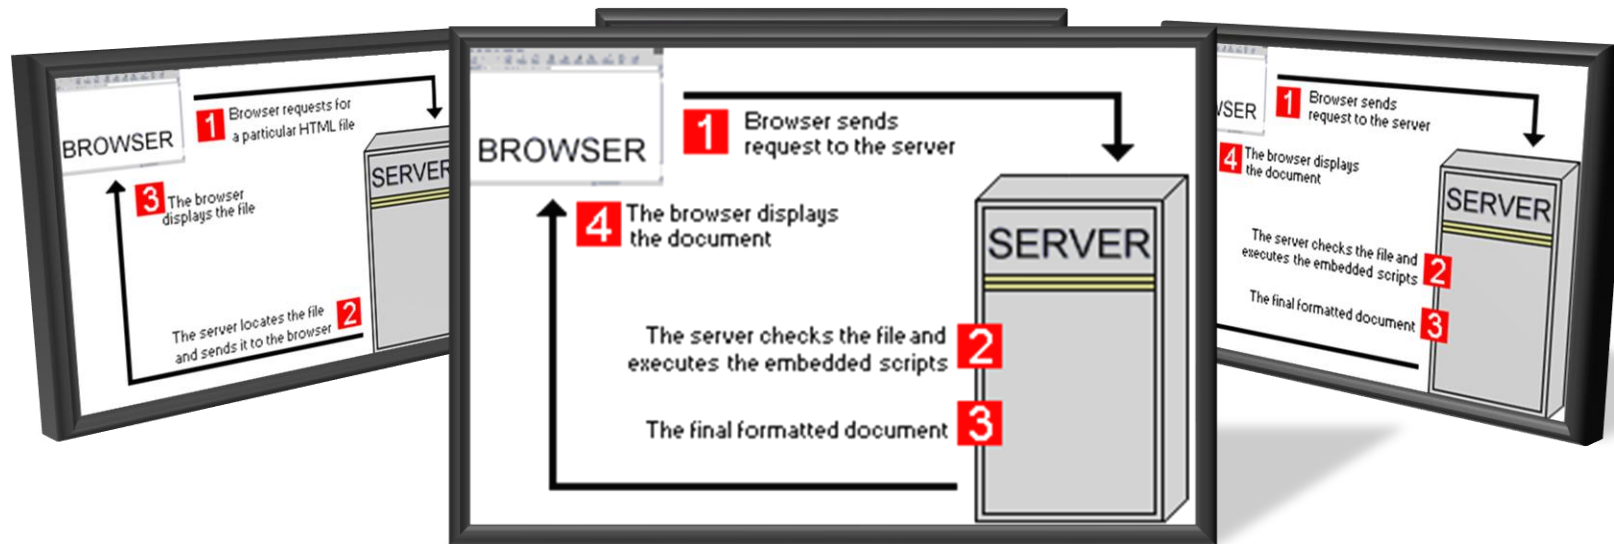 BROWSER
1 Browser requests for
a particular HTML file
SERVER
3 The browser
displays the file
The server locates the file 2
and sends it to the browser
BROWSER
1 Browser sends
request to the server
4 The browser displays
the document
SERVER
The server checks the file and 2
executes the embedded scripts
The final formatted document 3
1 Browser sends
request to the server
4 The browser displays
the document
SERVER
The server checks the file and
executes the embedded scripts 2
The final formatted document 3